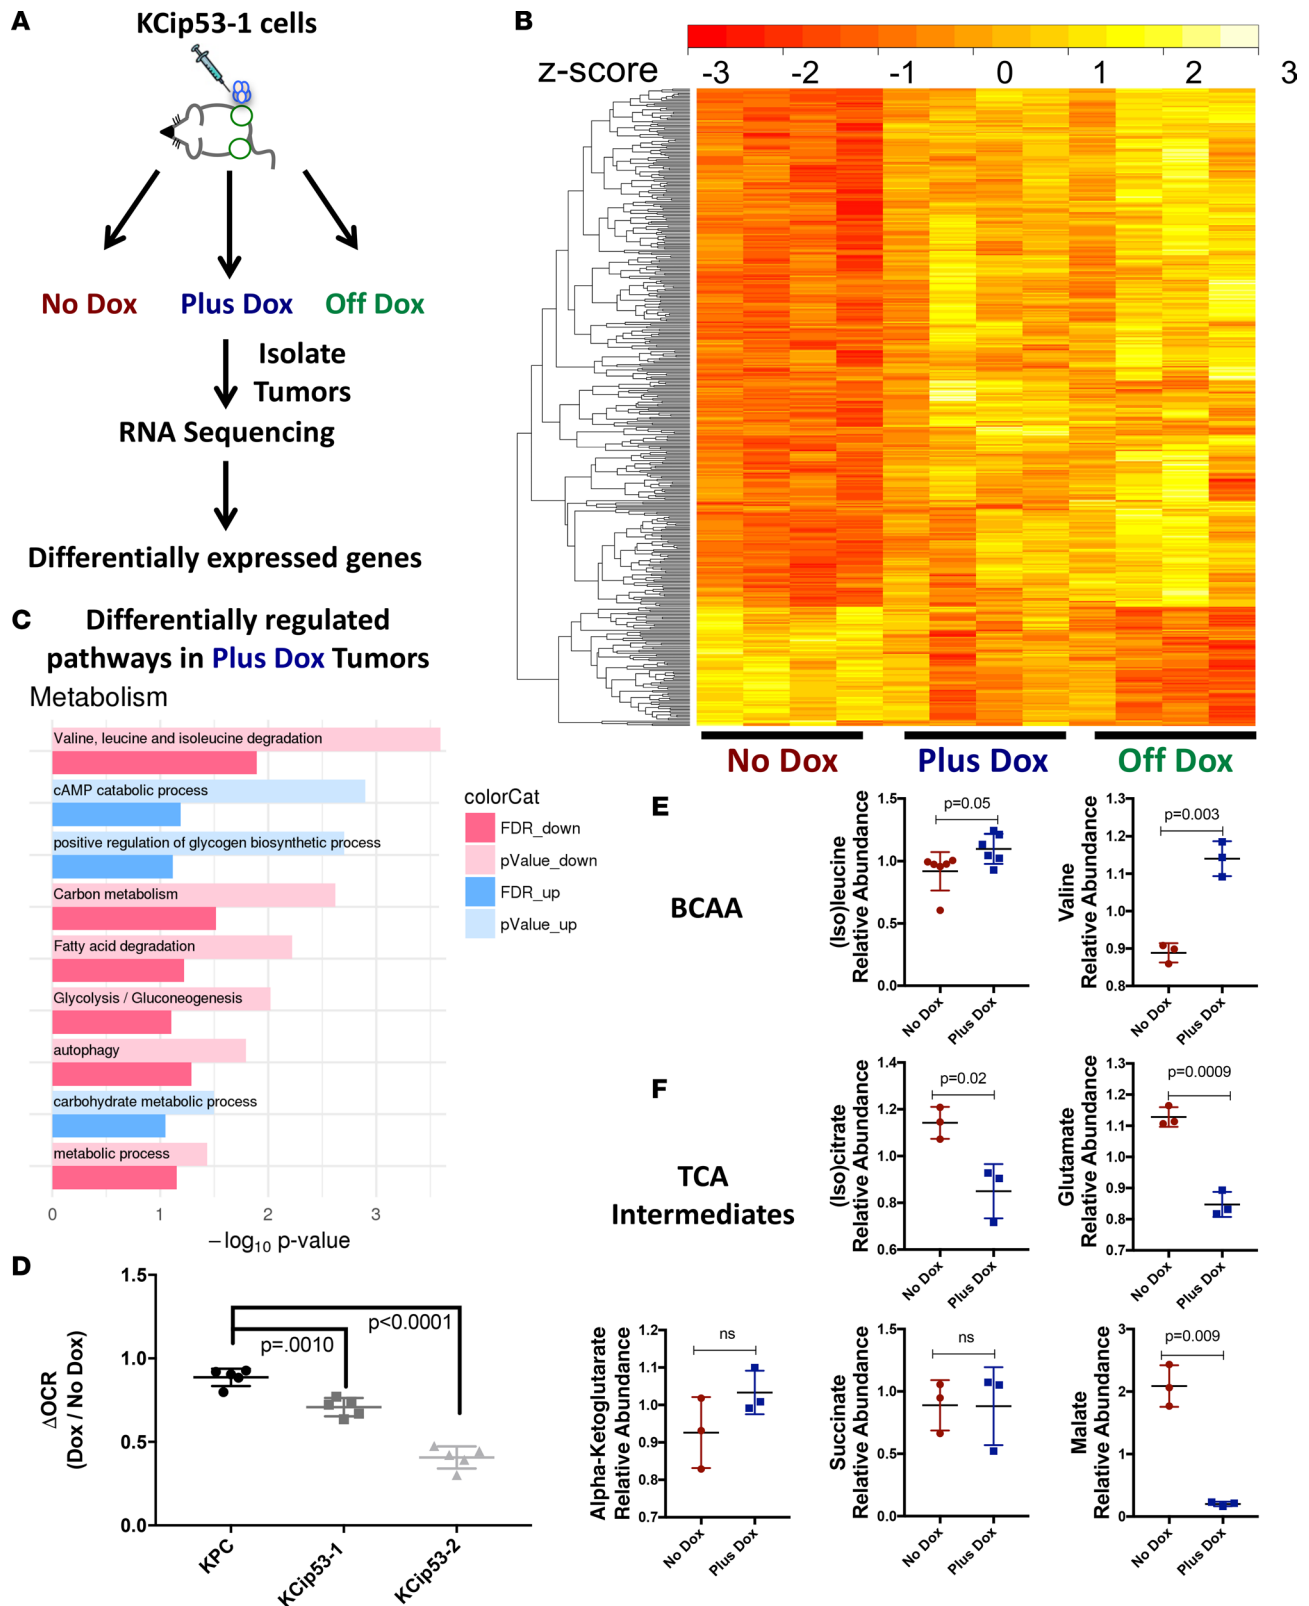 A
KCip53-1 cells
No Dox
Plus Dox
Off Dox
Isolate
Tumors
RNA Sequencing
Differentially expressed genes
B
z-score
-3
-2
-1
0
1
2
3
No Dox
Plus Dox
Off Dox
C
Differentially regulated
pathways in Plus Dox Tumors
Metabolism
Valine, leucine and isoleucine degradation
cAMP catabolic process
positive regulation of glycogen biosynthetic process
Carbon metabolism
Fatty acid degradation
Glycolysis / Gluconeogenesis
autophagy
carbohydrate metabolic process
metabolic process
0
1
2
3
−log10 p-value
colorCat
FDR_down
pValue_down
FDR_up
pValue_up
D
ΔOCR
(Dox / No Dox)
1.5
1.0
0.5
0.0
p<0.0001
p=.0010
KPC
KCip53-1
KCip53-2
E
BCAA
(Iso)leucine
Relative Abundance
1.5
1.0
0.5
0.0
p=0.05
No Dox
Plus Dox
Valine
Relative Abundance
1.3
1.2
1.1
1.0
0.9
0.8
p=0.003
No Dox
Plus Dox
F
TCA
Intermediates
(Iso)citrate
Relative Abundance
1.4
1.2
1.0
0.8
0.6
p=0.02
No Dox
Plus Dox
Glutamate
Relative Abundance
1.3
1.2
1.1
1.0
0.9
0.8
0.7
p=0.0009
No Dox
Plus Dox
Alpha-Ketoglutarate
Relative Abundance
1.2
1.1
1.0
0.9
0.8
0.7
ns
No Dox
Plus Dox
Succinate
Relative Abundance
1.5
1.0
0.5
0.0
ns
No Dox
Plus Dox
Malate
Relative Abundance
3
2
1
0
p=0.009
No Dox
Plus Dox